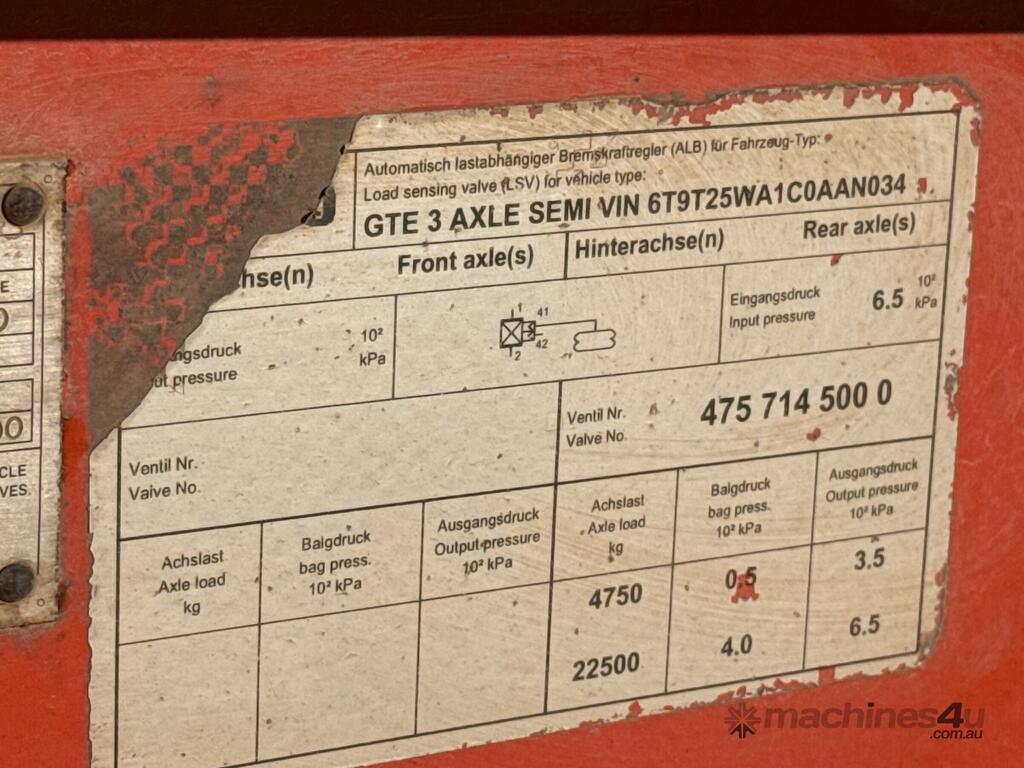 Automatisch lastabhängiger Bremskraftregler (ALB) für Fahrzeug-Typ:
Load sensing valve (LSV) for vehicle type:
GTE 3 AXLE SEMI VIN 6T9T25WA1C0AAN034
hse(n) Front axle(s) Hinterachse(n) Rear axle(s)
ngsdruck 10² kPa
ut pressure
1 41
42
2
Eingangsdruck 6.5 10² kPa
Input pressure
Ventil Nr.
Valve No.
Ventil Nr. 475 714 500 0
Valve No.
Achslast Axle load kg
Balgdruck bag press. 10² kPa
Ausgangsdruck Output pressure 10² kPa
Achslast Axle load kg
Balgdruck bag press. 10² kPa
Ausgangsdruck Output pressure 10² kPa
4750 0.5 3.5
22500 4.0 6.5
E
00
CLE
VES.
machines4u
.com.au